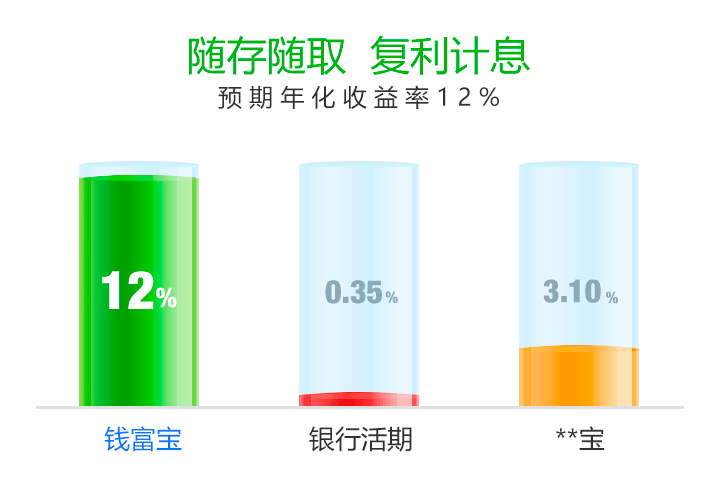 随存随取 复利计息
预期年化收益率12%
12%
0.35%
3.10%
钱富宝
银行活期
**宝